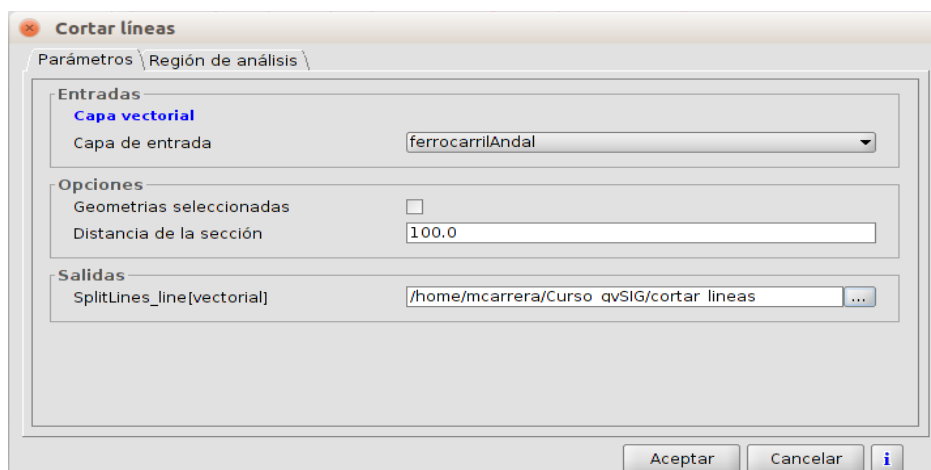 Cortar líneas
Parámetros Región de análisis
Entradas
Capa vectorial
Capa de entrada ferrocarrilAndal
Opciones
Geometrias seleccionadas
Distancia de la sección 100.0
Salidas
SplitLines_line[vectorial] /home/mcarrera/Curso_gvSIG/cortar_lineas ...
Aceptar Cancelar i